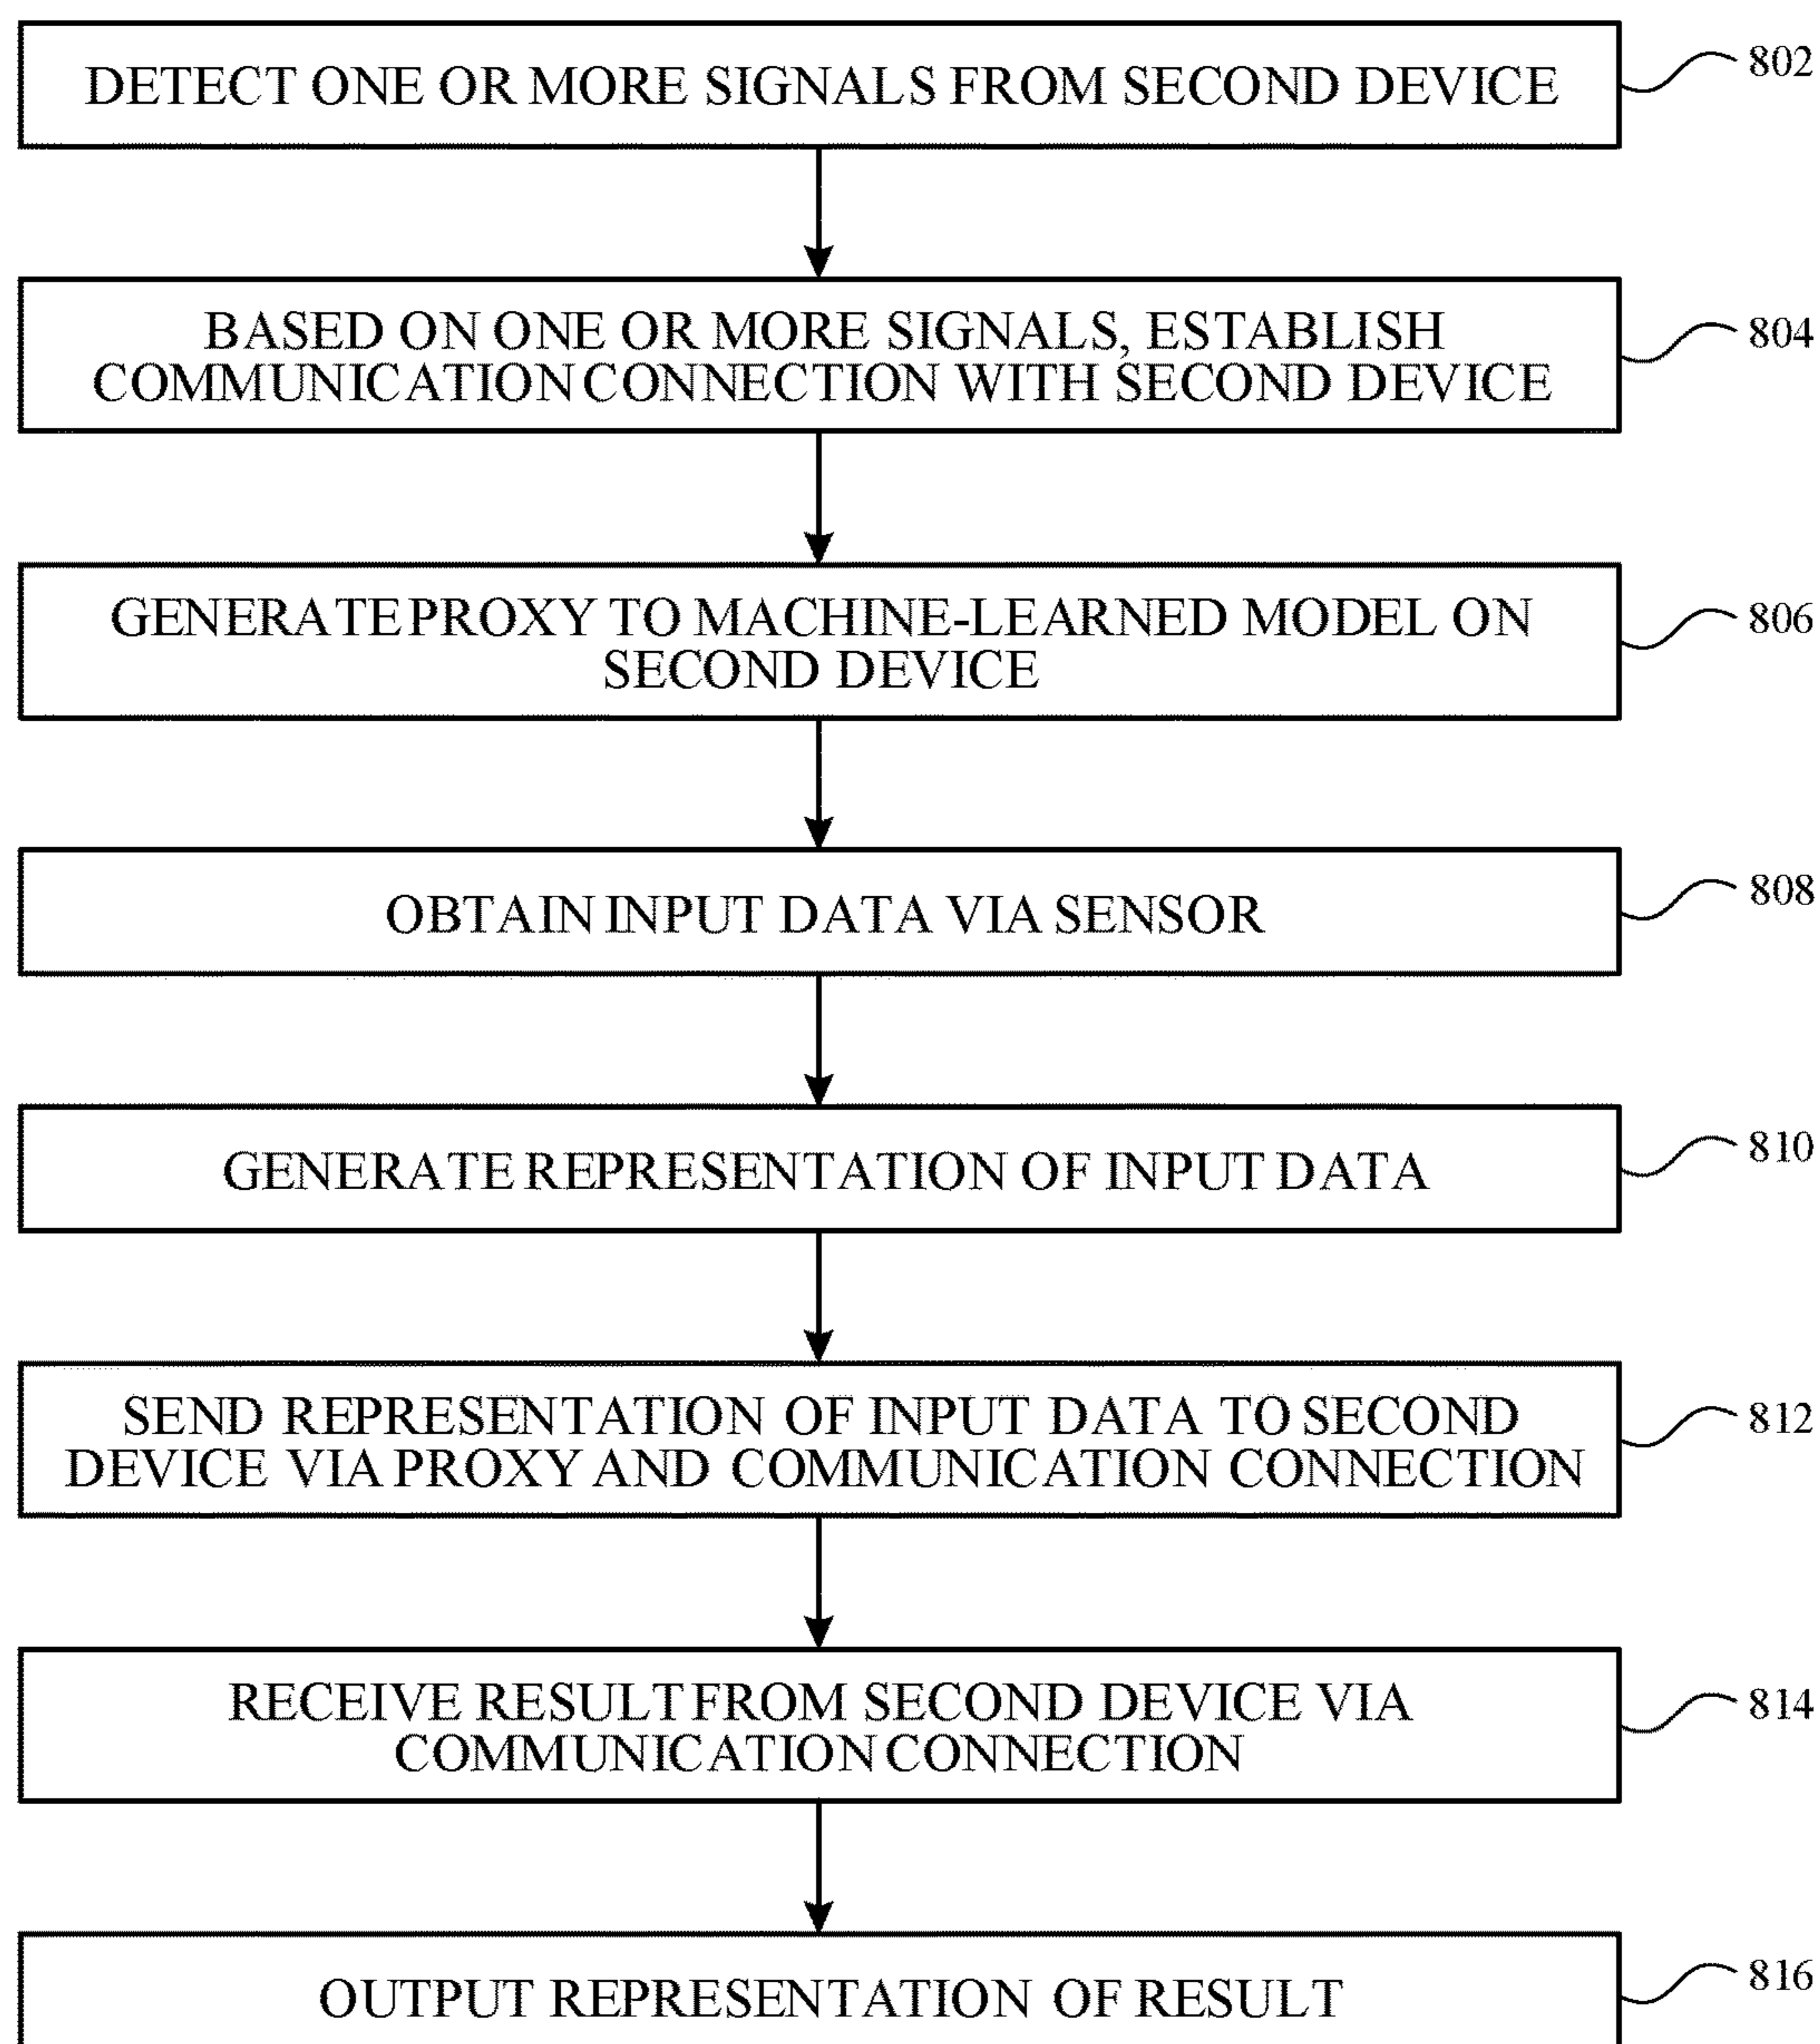 DETECT ONE OR MORE SIGNALS FROM SECOND DEVICE
802
BASED ON ONE OR MORE SIGNALS, ESTABLISH
COMMUNICATION CONNECTION WITH SECOND DEVICE
804
GENERATE PROXY TO MACHINE-LEARNED MODEL ON
SECOND DEVICE
806
OBTAIN INPUT DATA VIA SENSOR
808
GENERATE REPRESENTATION OF INPUT DATA
810
SEND REPRESENTATION OF INPUT DATA TO SECOND
DEVICE VIA PROXY AND COMMUNICATION CONNECTION
812
RECEIVE RESULT FROM SECOND DEVICE VIA
COMMUNICATION CONNECTION
814
OUTPUT REPRESENTATION OF RESULT
816